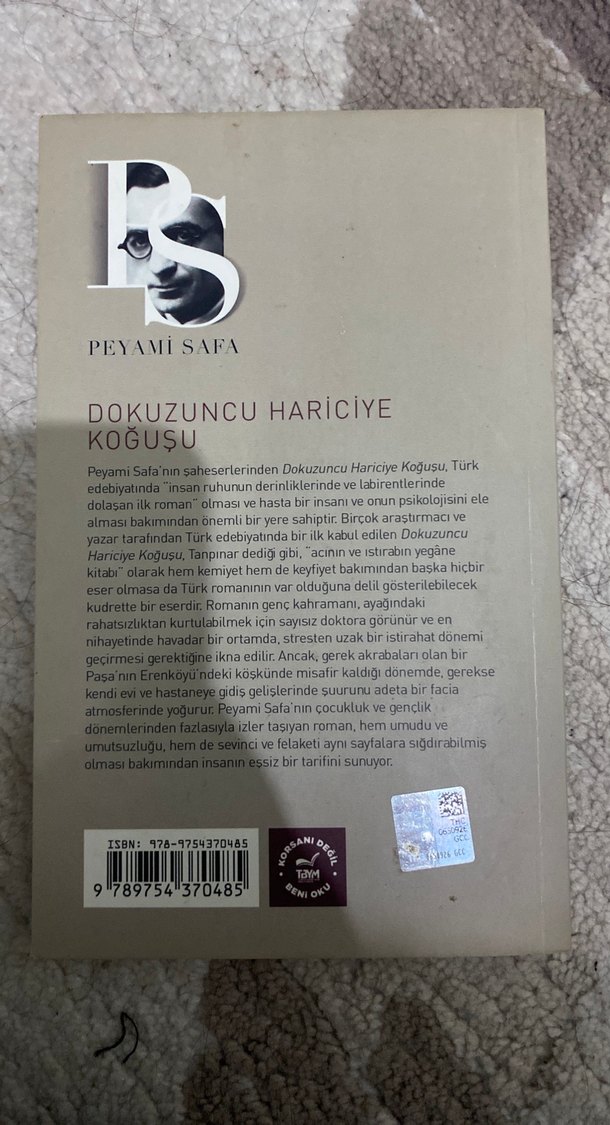 PS
PEYAMİ SAFA
DOKUZUNCU HARİCİYE
KOĞUŞU
Peyami Safa'nın şaheserlerinden Dokuzuncu Hariciye Koğuşu, Türk
edebiyatında "insan ruhunun derinliklerinde ve labirentlerinde
dolaşan ilk roman" olması ve hasta bir insanı ve onun psikolojisini ele
alması bakımından önemli bir yere sahiptir. Birçok araştırmacı ve
yazar tarafından Türk edebiyatında bir ilk kabul edilen Dokuzuncu
Hariciye Koğuşu, Tanpınar dediği gibi, "acının ve ıstırabın yegâne
kitabı" olarak hem kemiyet hem de keyfiyet bakımından başka hiçbir
eser olmasa da Türk romanının var olduğuna delil gösterilebilecek
kudrette bir eserdir. Romanın genç kahramanı, ayağındaki
rahatsızlıktan kurtulabilmek için sayısız doktora görünür ve en
nihayetinde havadar bir ortamda, stresten uzak bir istirahat dönemi
geçirmesi gerektiğine ikna edilir. Ancak, gerek akrabaları olan bir
Paşa'nın Erenköyü'ndeki köşkünde misafir kaldığı dönemde, gerekse
kendi evi ve hastaneye gidiş gelişlerinde şuurunu adeta bir facia
atmosferinde yoğurur. Peyami Safa'nın çocukluk ve gençlik
dönemlerinden fazlasıyla izler taşıyan roman, hem umudu ve
umutsuzluğu, hem de sevinci ve felaketi aynı sayfalara sığdırabilmiş
olması bakımından insanın eşsiz bir tarifini sunuyor.
ISBN: 978-9754370485
9 789754 370485
KORSANI DEĞİL
TBYM
BENİ OKU